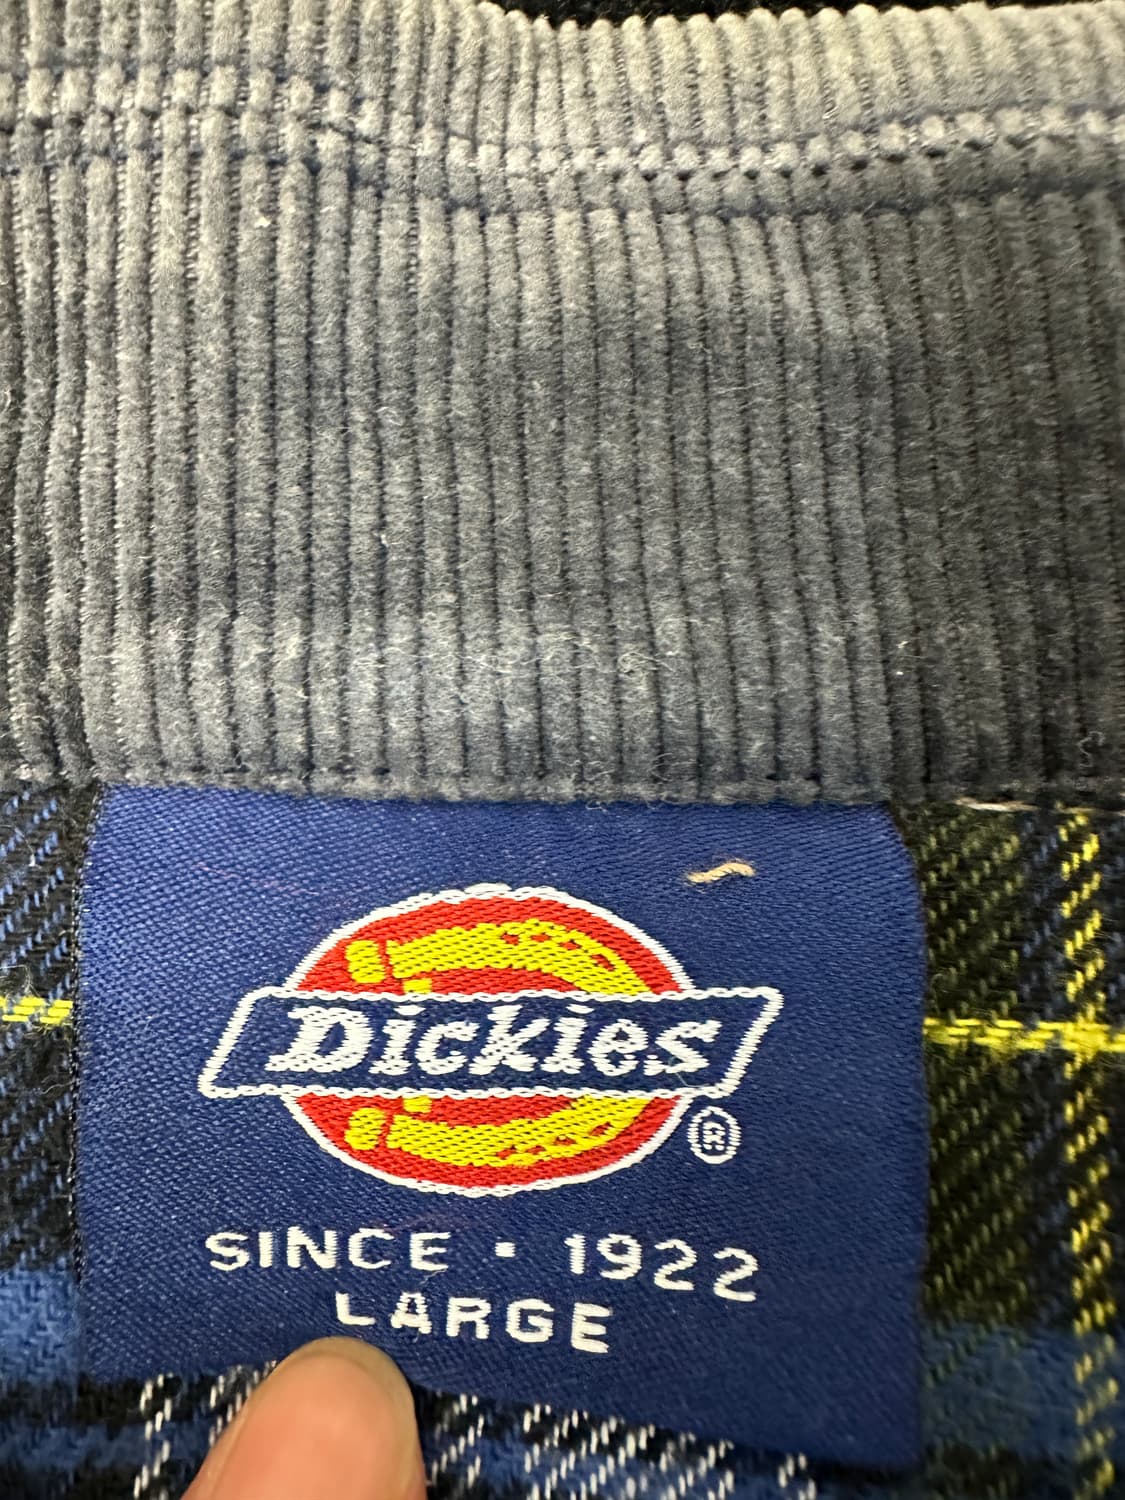 Dickies
®
SINCE · 1922
LARGE